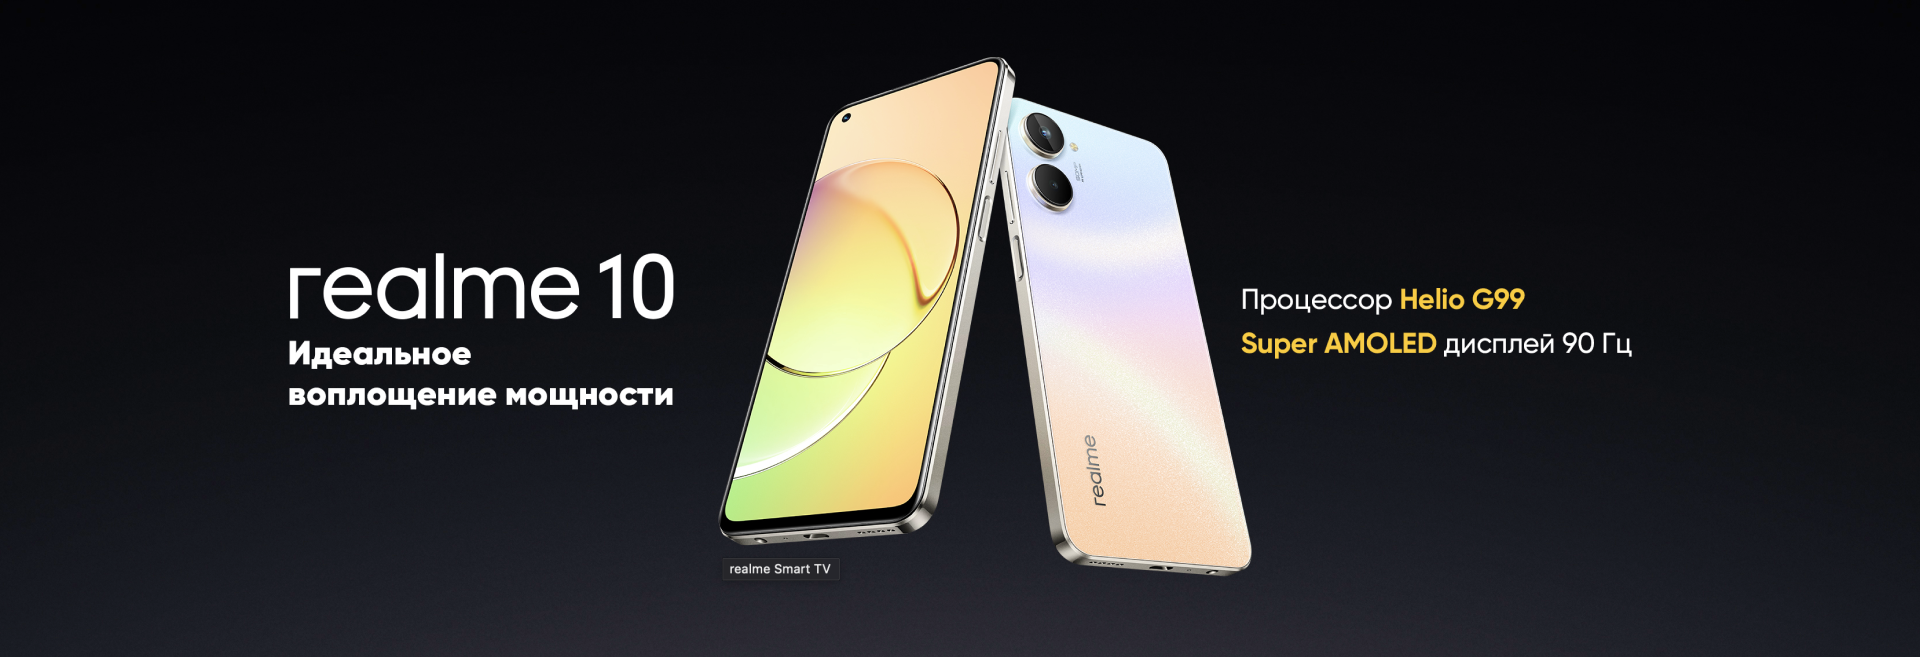 realme 10
Идеальное
воплощение мощности
Процессор Helio G99
Super AMOLED дисплей 90 Гц
realme
realme Smart TV